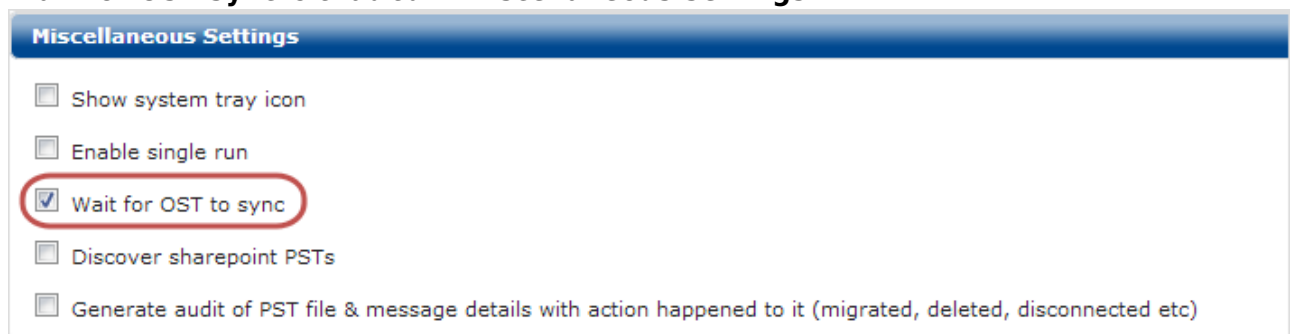 Miscellaneous Settings
Show system tray icon
Enable single run
Wait for OST to sync
Discover sharepoint PSTs
Generate audit of PST file & message details with action happened to it (migrated, deleted, disconnected etc)